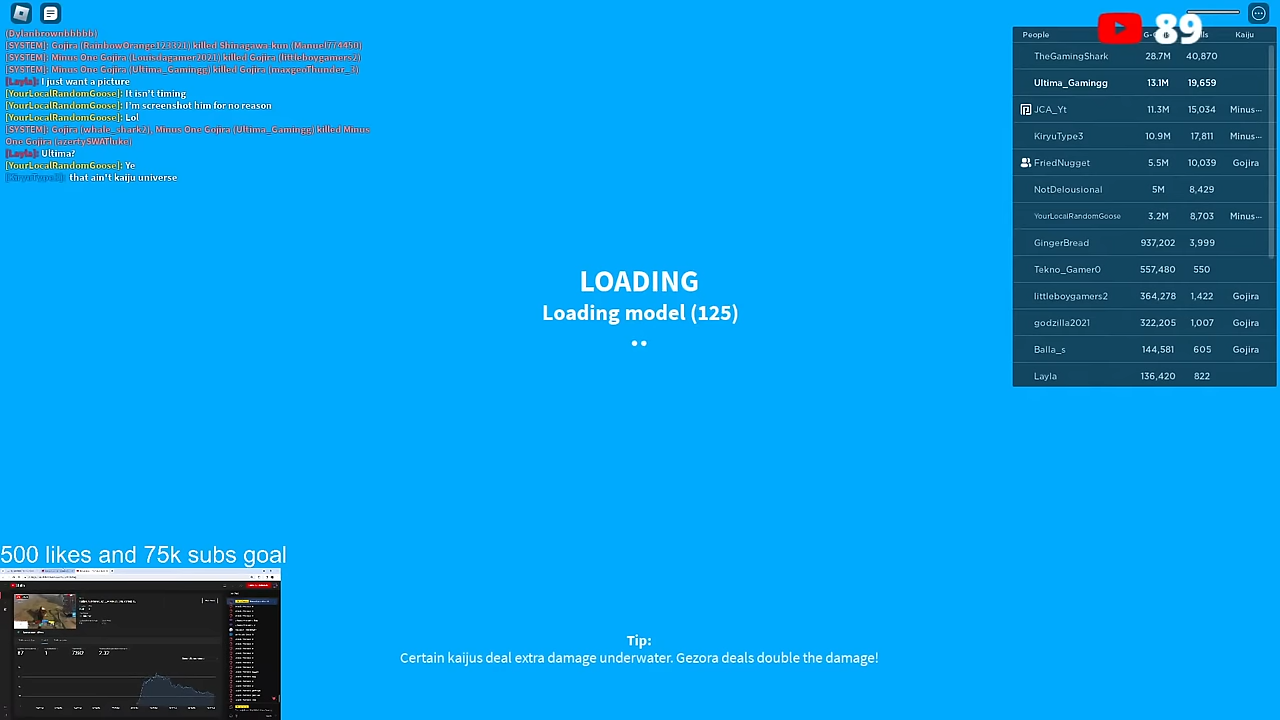 (Dylanbrownbbbbb)
[SYSTEM]: Gojira (RainbowOrange123321) killed Shinagawa-kun (Manuel774450)
[SYSTEM]: Minus One Gojira (Louisdagamer2021) killed Gojira (littleboygamers2)
[SYSTEM]: Minus One Gojira (Ultima_Gamingg) killed Gojira (maxgenThunder_3)
[Layla]: I just want a picture
[YourLocalRandomGoose]: It isn't timing
[YourLocalRandomGoose]: I'm screenshot him for no reason
[YourLocalRandomGoose]: Lol
[SYSTEM]: Gojira (whale_shark2), Minus One Gojira (Ultima_Gamingg) killed Minus
One Gojira (azertySWATluke)
[Layla]: Ultima?
[YourLocalRandomGoose]: Ye
[KiryuType3]: that ain't kaiju universe
89
People Kaiju
TheGamingShark 28.7M 40,870
Ultima_Gamingg 13.1M 19,659
JCA_Yt 11.3M 15,034 Minus...
KiryuType3 10.9M 17,811 Minus...
FriedNugget 5.5M 10,039 Gojira
NotDelousional 5M 8,429
YourLocalRandomGoose 3.2M 8,703 Minus...
GingerBread 937,202 3,999
Tekno_Gamer0 557,480 550
littleboygamers2 364,278 1,422 Gojira
godzilla2021 322,205 1,007 Gojira
Balla_s 144,581 605 Gojira
Layla 136,420 822
LOADING
Loading model (125)
500 likes and 75k subs goal
Tip:
Certain kaijus deal extra damage underwater. Gezora deals double the damage!